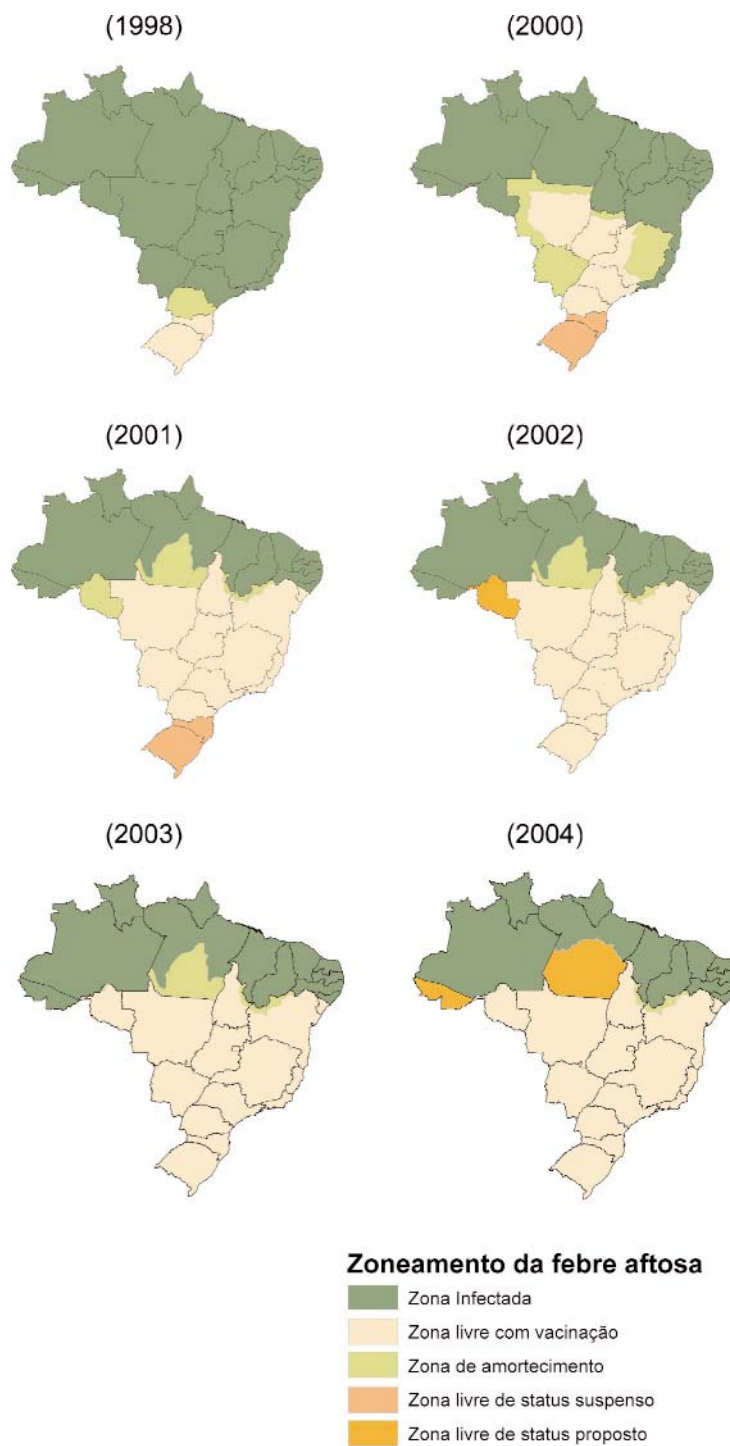 (1998)
(2000)
(2001)
(2002)
(2003)
(2004)
Zoneamento da febre aftosa
Zona Infectada
Zona livre com vacinação
Zona de amortecimento
Zona livre de status suspenso
Zona livre de status proposto